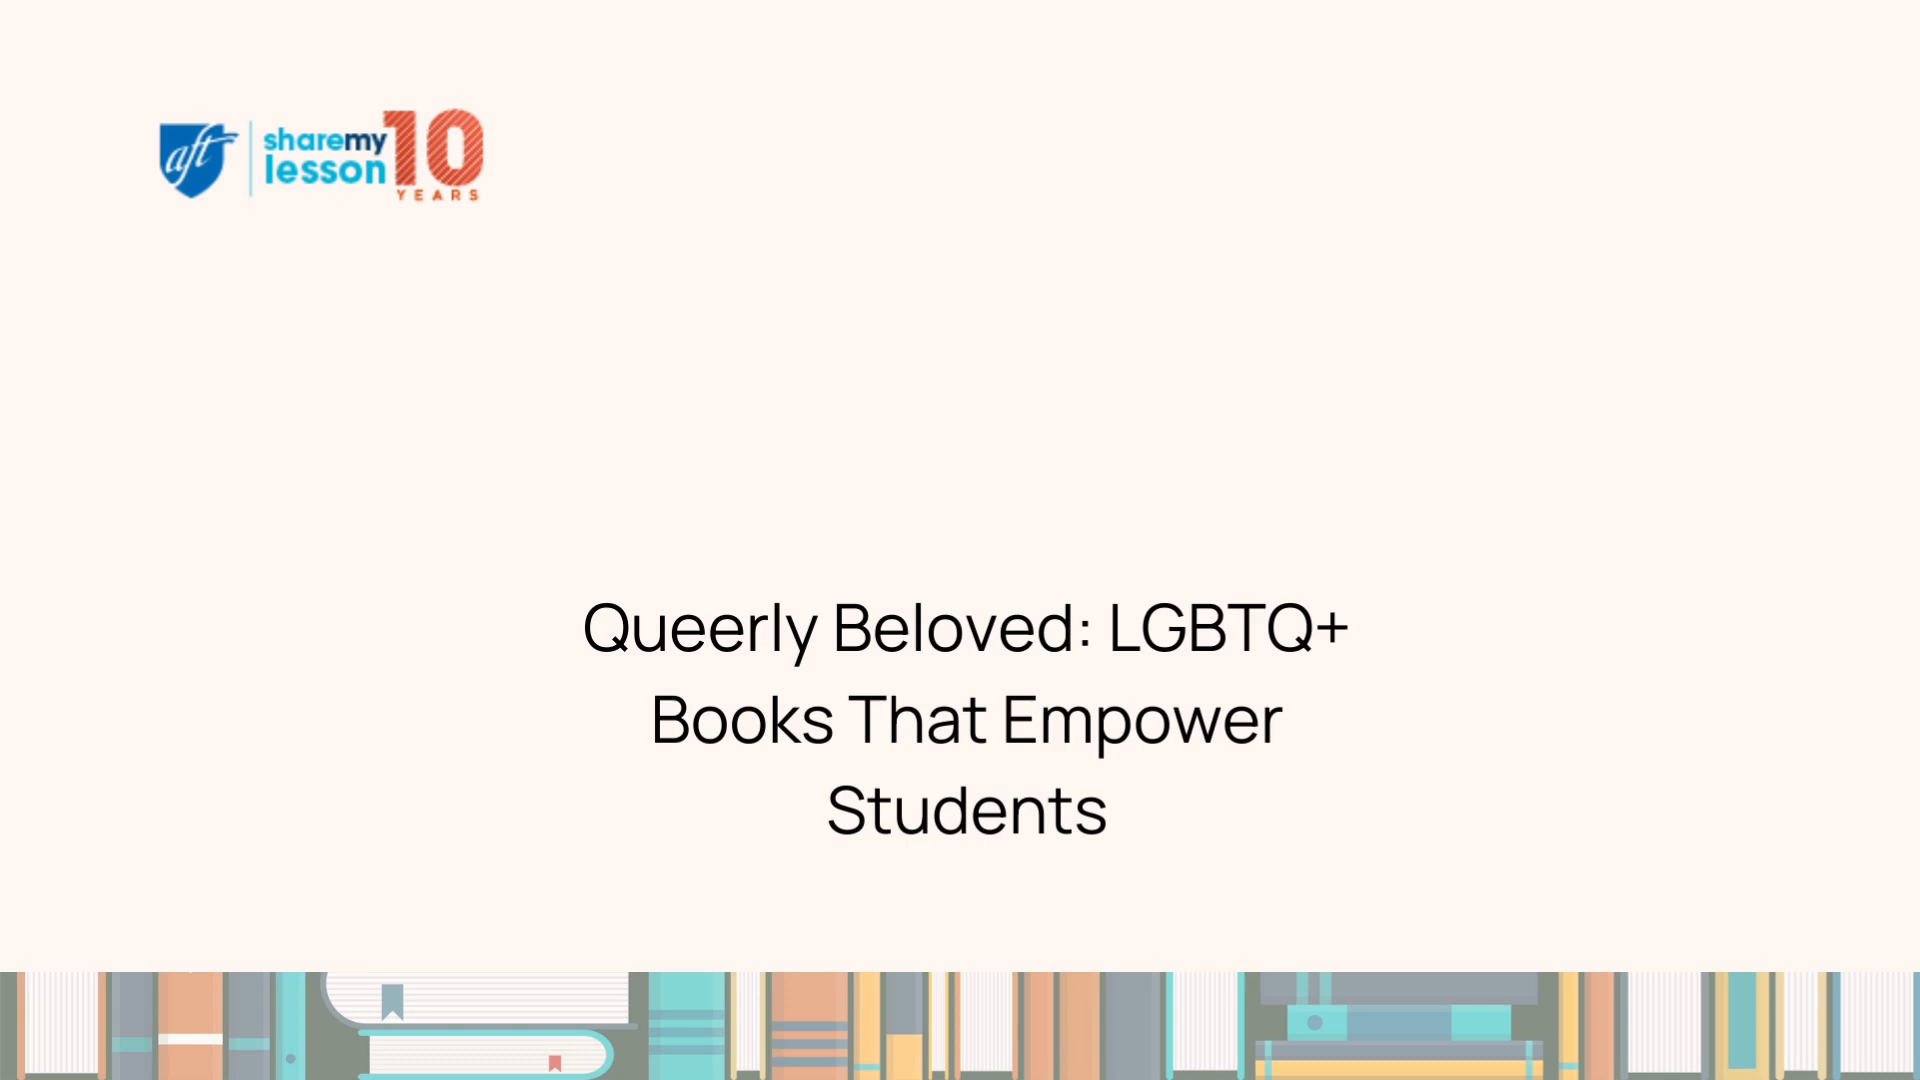 aft
sharemy
lesson
10
YEARS
Queerly Beloved: LGBTQ+
Books That Empower
Students